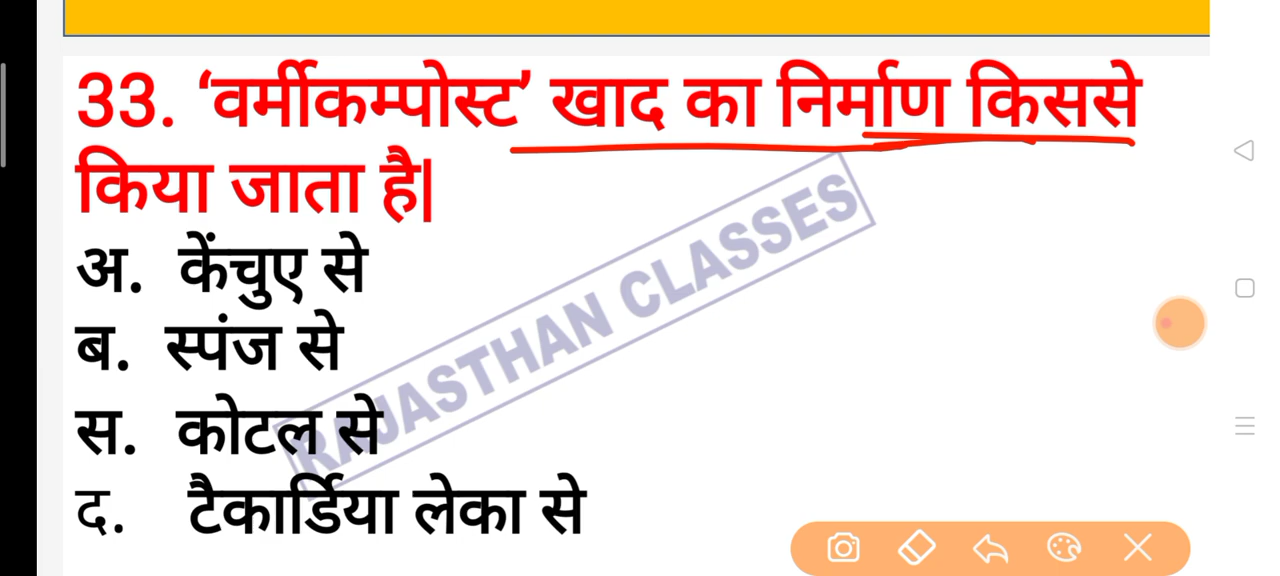 33. ‘वर्मीकम्पोस्ट’ खाद का निर्माण किससे
किया जाता है|
अ. केंचुए से
ब. स्पंज से
स. कोटल से
द. टैकार्डिया लेका से
RAJASTHAN CLASSES